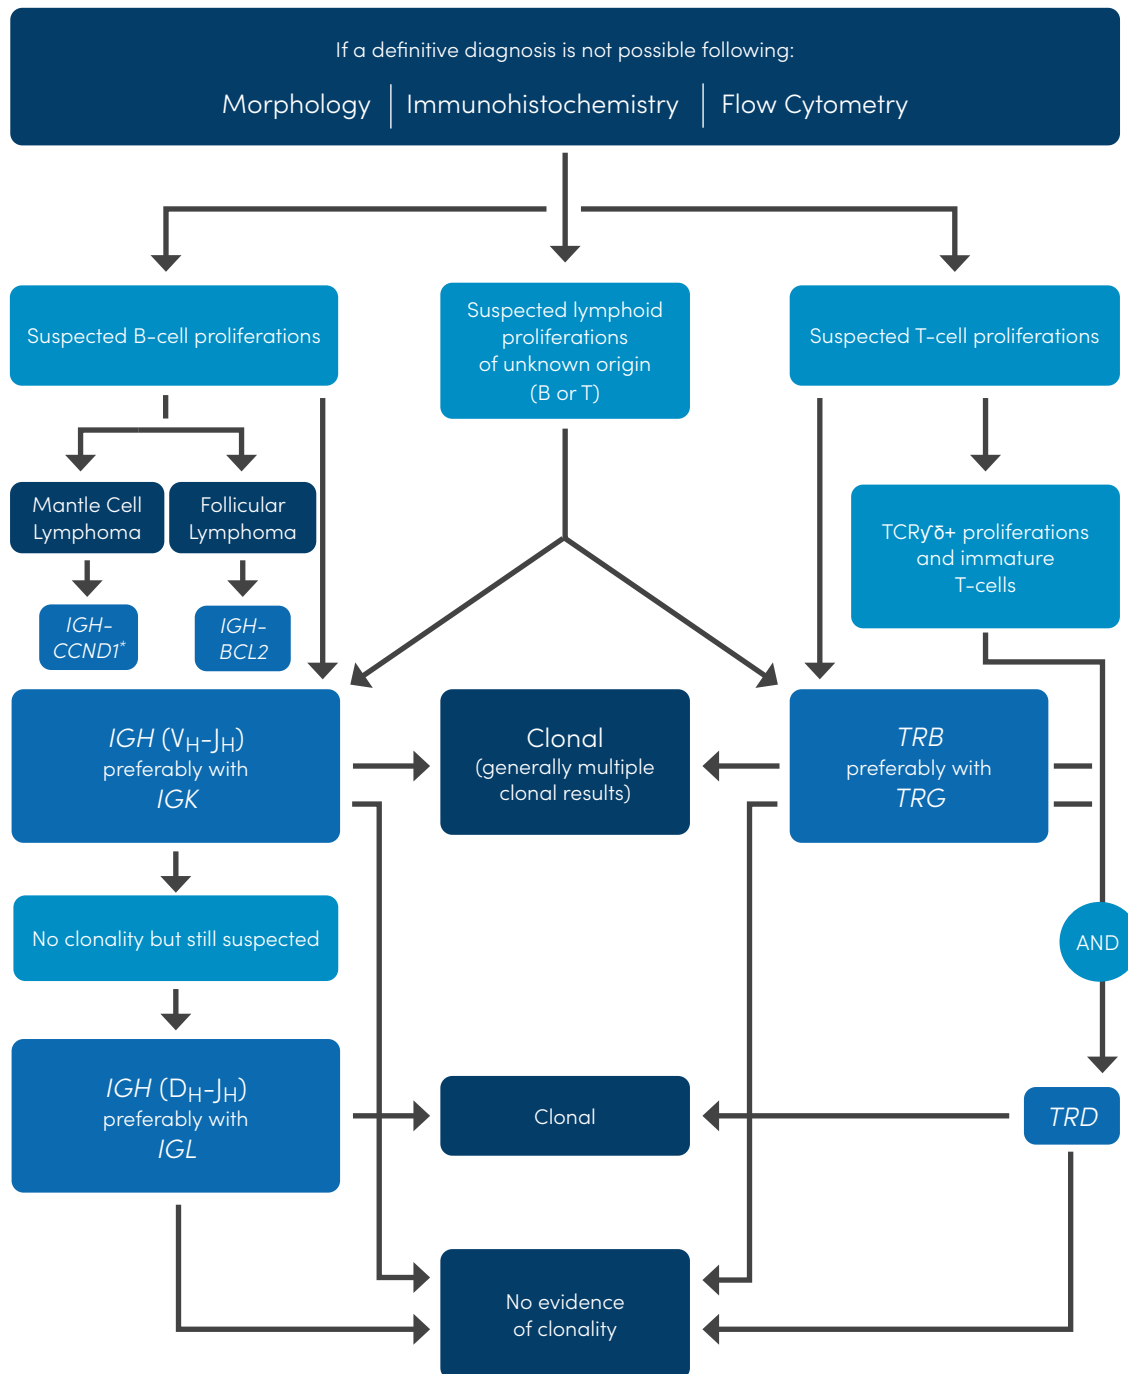 If a definitive diagnosis is not possible following:
Morphology | Immunohistochemistry | Flow Cytometry
Suspected B-cell proliferations
Suspected lymphoid
proliferations
of unknown origin
(B or T)
Suspected T-cell proliferations
Mantle Cell
Lymphoma
Follicular
Lymphoma
TCRγδ+ proliferations
and immature
T-cells
IGH-
CCND1*
IGH-
BCL2
IGH (VH-JH)
preferably with
IGK
Clonal
(generally multiple
clonal results)
TRB
preferably with
TRG
No clonality but still suspected
AND
IGH (DH-JH)
preferably with
IGL
Clonal
TRD
No evidence
of clonality